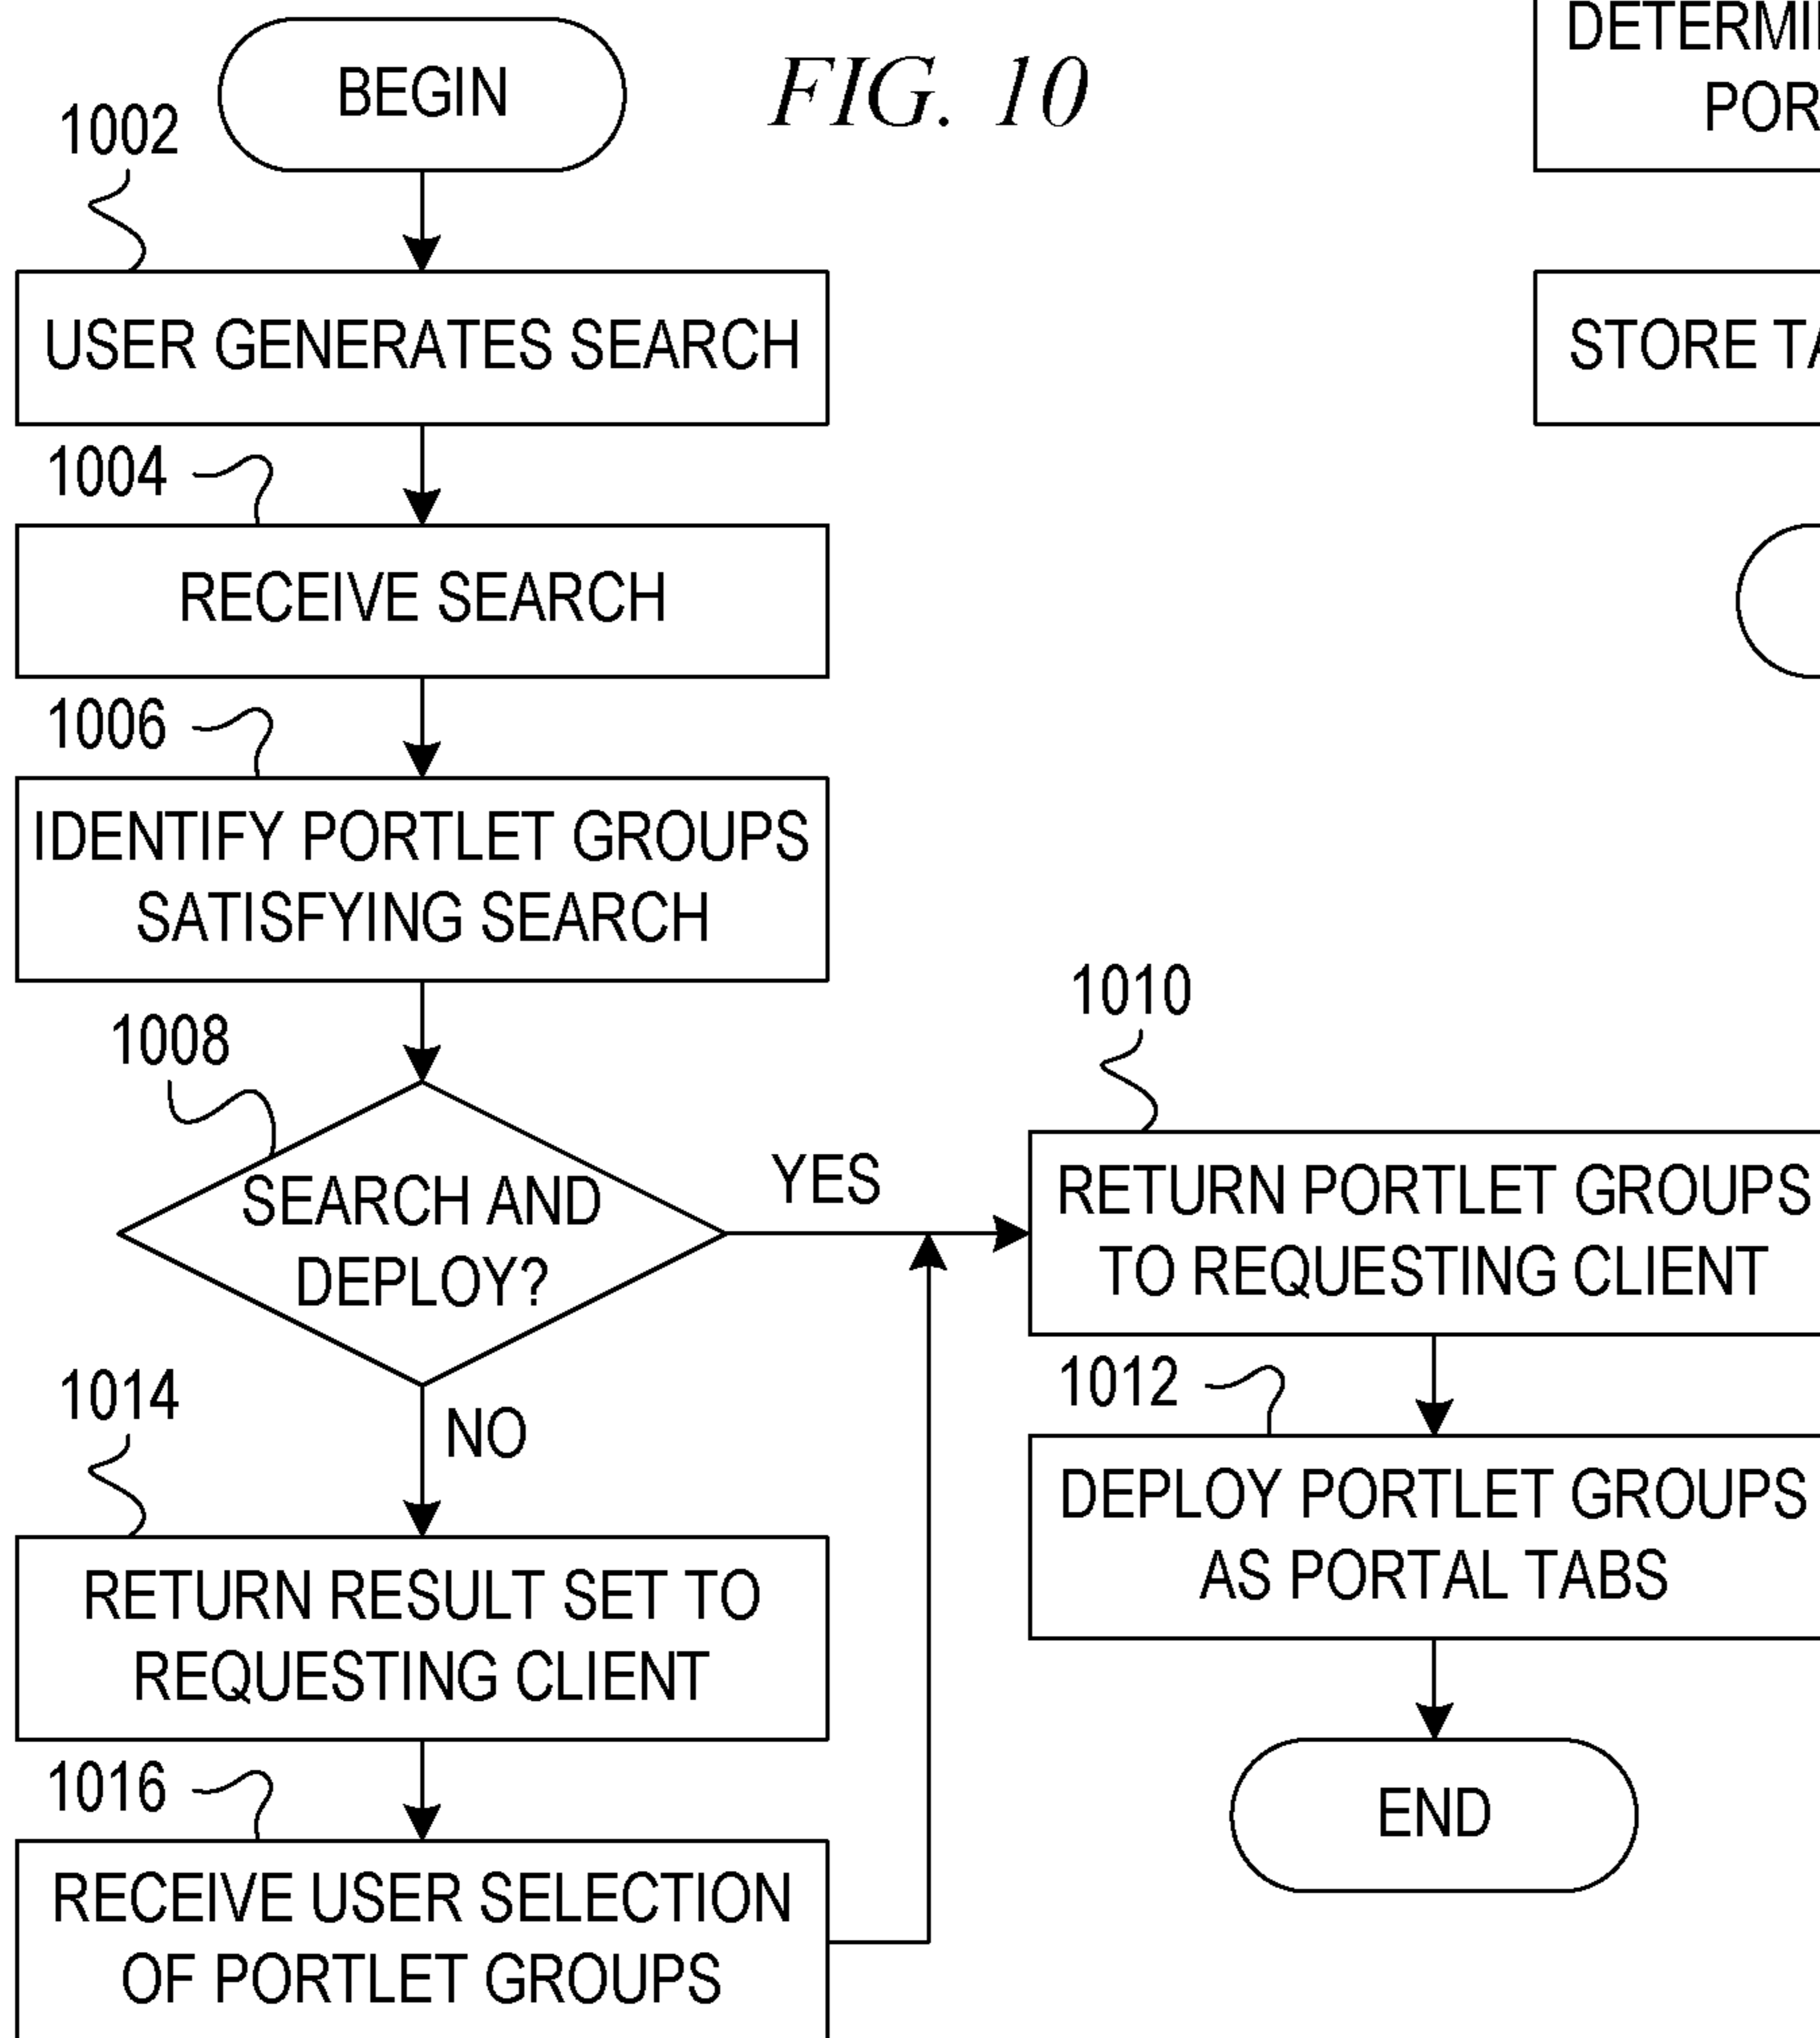 BEGIN
FIG. 10
1002
USER GENERATES SEARCH
1004
RECEIVE SEARCH
1006
IDENTIFY PORTLET GROUPS
SATISFYING SEARCH
1008
SEARCH AND
DEPLOY?
YES
NO
1010
RETURN PORTLET GROUPS
TO REQUESTING CLIENT
1012
DEPLOY PORTLET GROUPS
AS PORTAL TABS
END
1014
RETURN RESULT SET TO
REQUESTING CLIENT
1016
RECEIVE USER SELECTION
OF PORTLET GROUPS
STORE